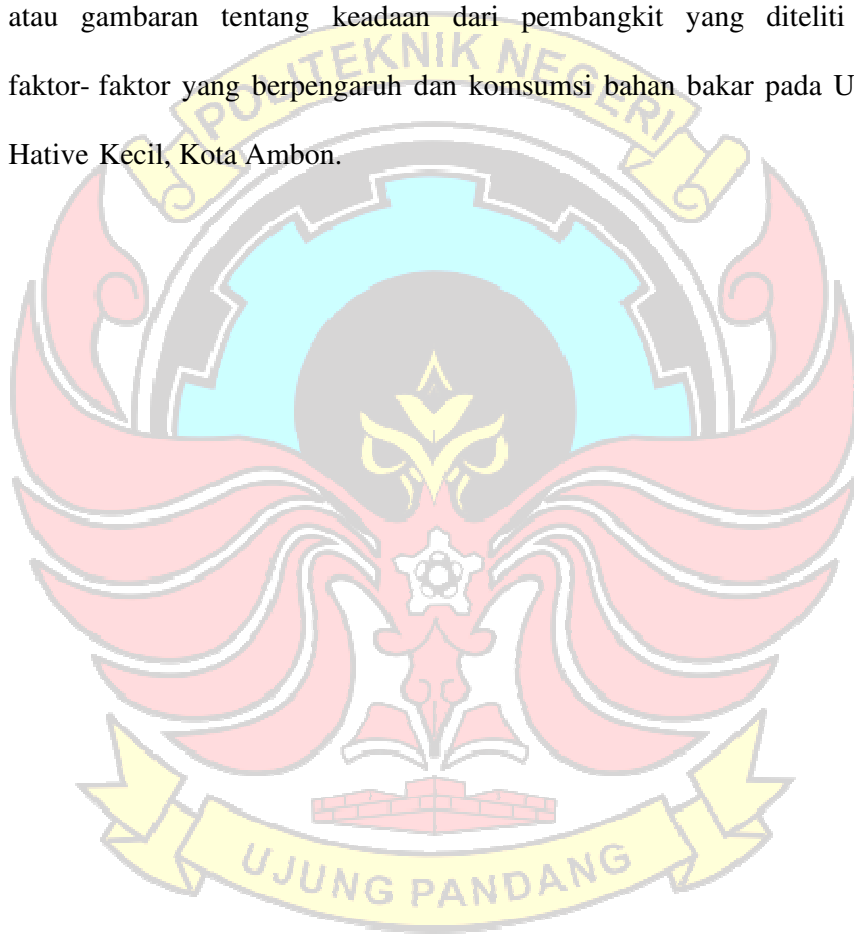 atau gambaran tentang keadaan dari pembangkit yang diteliti
faktor- faktor yang berpengaruh dan komsumsi bahan bakar pada U
Hative Kecil, Kota Ambon.
POLITEKNIK NEGERI
UJUNG PANDANG